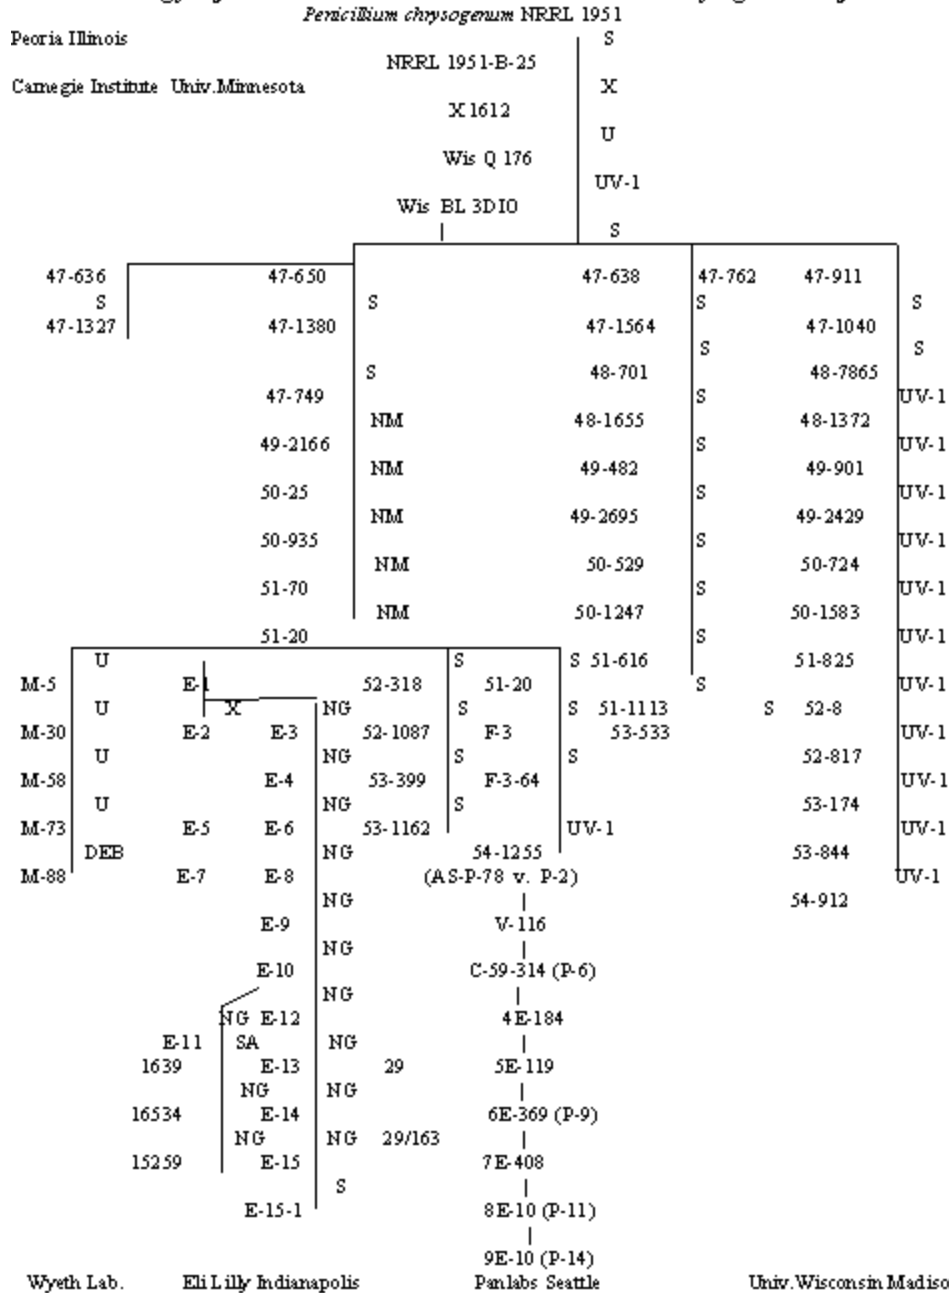 Penicillium chrysogenum NRRL 1951
Peoria Illinois S
NRRL 1951-B-25
Carnegie Institute Univ.Minnesota X
X 1612
U
Wis Q 176
UV-1
Wis BL 3D10
S
47-636 47-650 47-638 47-762 47-911
S S S S
47-1327 47-1380 47-1564 47-1040
S S
S 48-701 48-7865
47-749 S UV-1
NM 48-1655 48-1372
49-2166 S UV-1
NM 49-482 49-901
50-25 S UV-1
NM 49-2695 49-2429
50-935 S UV-1
NM 50-529 50-724
51-70 S UV-1
NM 50-1247 50-1583
51-20 S UV-1
U S S 51-616 51-825
M-5 E-1 52-318 51-20 S UV-1
U X NG S S 51-1113 S 52-8
M-30 E-2 E-3 52-1087 F-3 53-533 UV-1
U NG S S 52-817
M-58 E-4 53-399 F-3-64 UV-1
U NG S 53-174
M-73 E-5 E-6 53-1162 UV-1 UV-1
DEB NG 54-1255 53-844
M-88 E-7 E-8 (AS-P-78 v. P-2) UV-1
NG 54-912
E-9 V-116
NG
E-10 C-59-314 (P-6)
NG
NG E-12 4E-184
E-11 SA NG
1639 E-13 29 5E-119
NG NG
16534 E-14 6E-369 (P-9)
NG NG 29/163
15259 E-15 7E-408
S
E-15-1 8E-10 (P-11)
9E-10 (P-14)
Wyeth Lab. Eli Lilly Indianapolis Panlabs Seattle Univ.Wisconsin Madiso